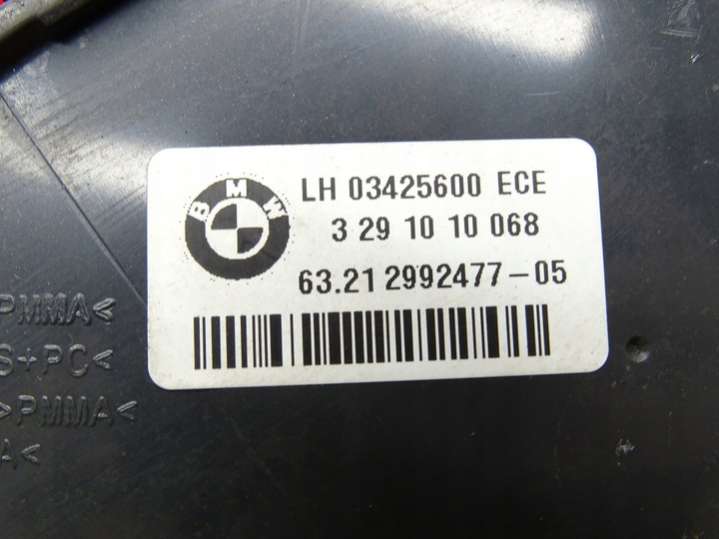 BMW
LH 03425600 ECE
3 29 10 10 068
63.21 2992477-05
PMMA<
S+PC<
>PMMA<
A<